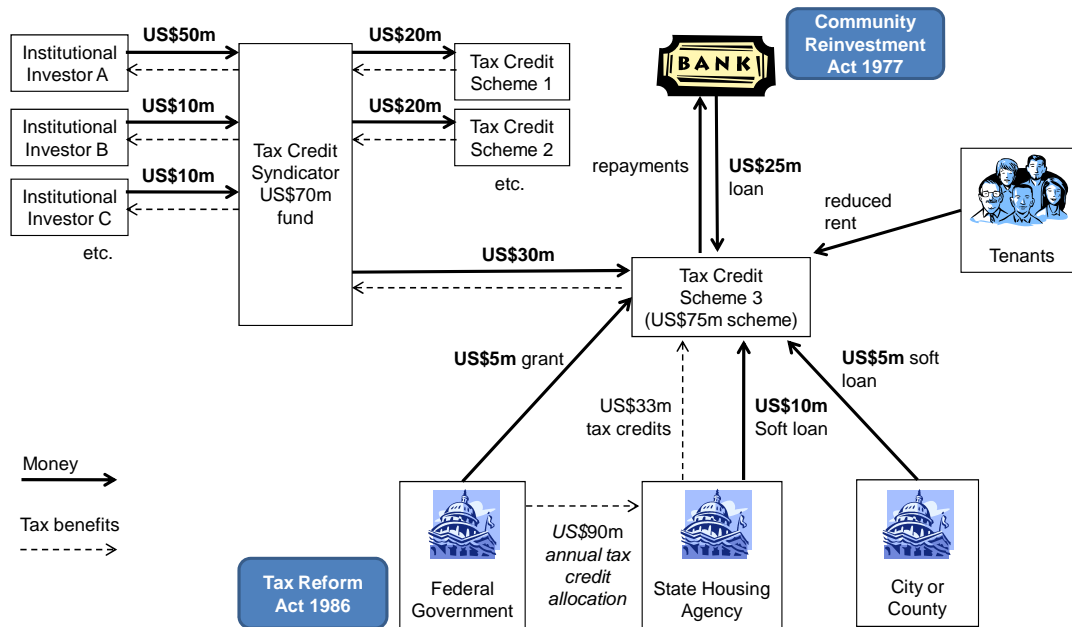 US$50m
US$20m
Institutional
Investor A
Tax Credit
Scheme 1
US$10m
US$20m
Institutional
Investor B
Tax Credit
Scheme 2
etc.
US$10m
Institutional
Investor C
etc.
Tax Credit
Syndicator
US$70m
fund
US$30m
BANK
Community
Reinvestment
Act 1977
repayments
US$25m
loan
reduced
rent
Tenants
Tax Credit
Scheme 3
(US$75m scheme)
US$5m grant
US$33m
tax credits
US$10m
Soft loan
US$5m soft
loan
Money
Tax benefits
Tax Reform
Act 1986
Federal
Government
US$90m
annual tax
credit
allocation
State Housing
Agency
City or
County